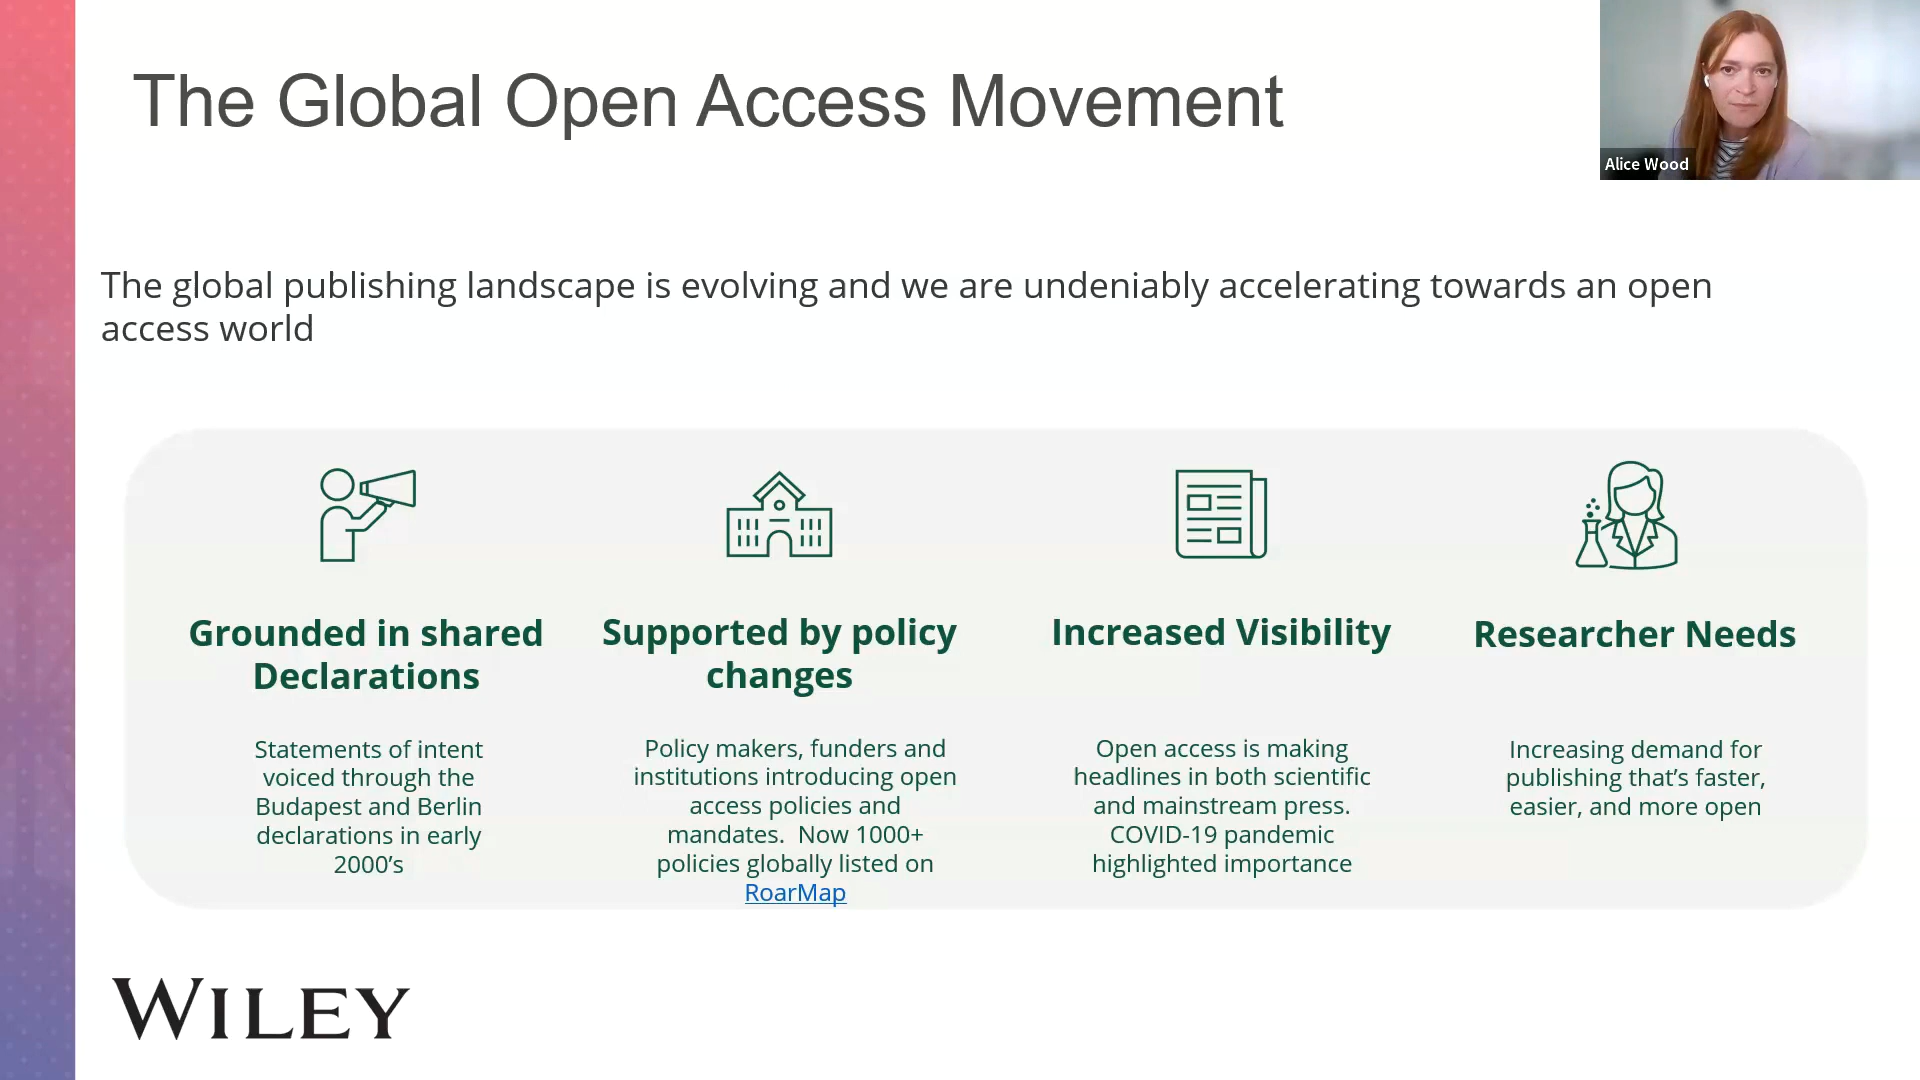 The Global Open Access Movement
Alice Wood
The global publishing landscape is evolving and we are undeniably accelerating towards an open
access world
Grounded in shared
Declarations
Statements of intent
voiced through the
Budapest and Berlin
declarations in early
2000’s
Supported by policy
changes
Policy makers, funders and
institutions introducing open
access policies and
mandates.  Now 1000+
policies globally listed on
RoarMap
Increased Visibility
Open access is making
headlines in both scientific
and mainstream press.
COVID-19 pandemic
highlighted importance
Researcher Needs
Increasing demand for
publishing that’s faster,
easier, and more open
WILEY